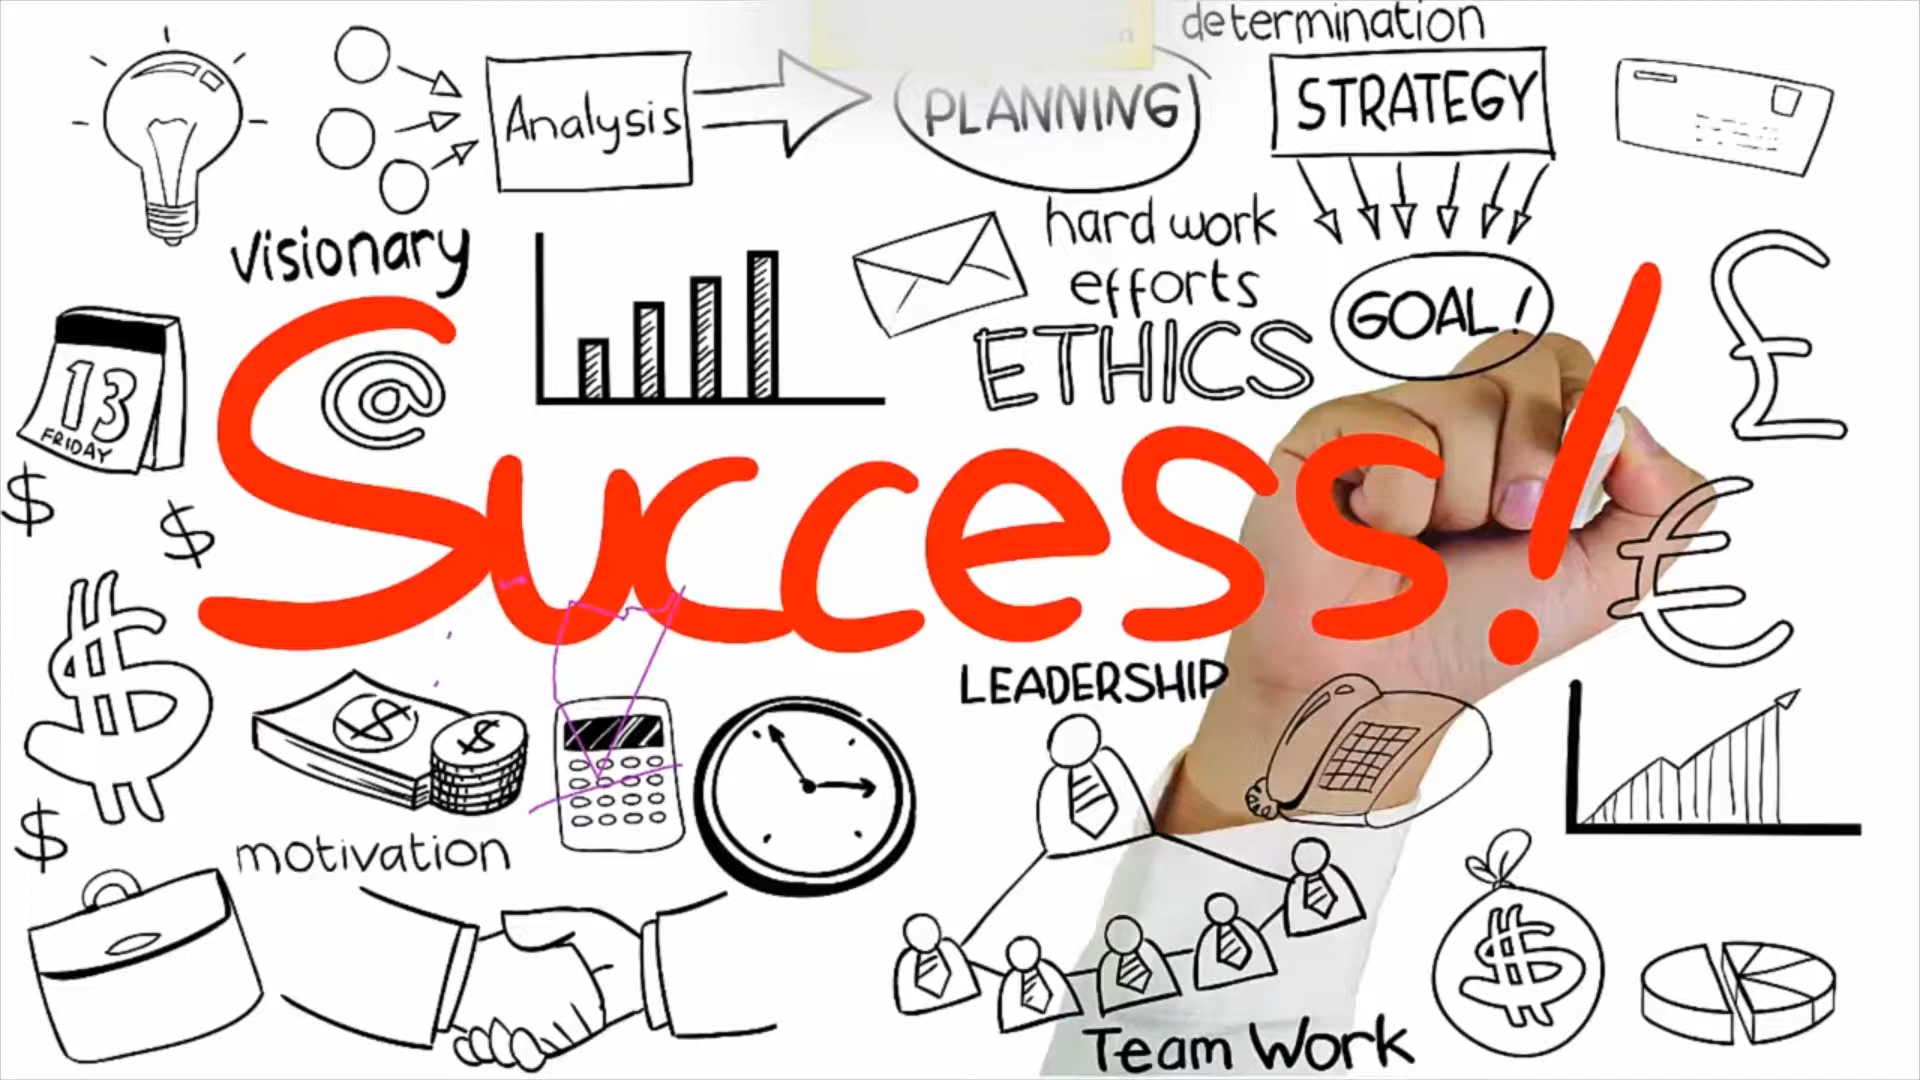 determination
Analysis
PLANNING
STRATEGY
visionary
hard work
efforts
ETHICS
GOAL!
13
FRIDAY
@
£
$
$
Success!
€
$
$
$
LEADERSHIP
$
motivation
$
Team Work